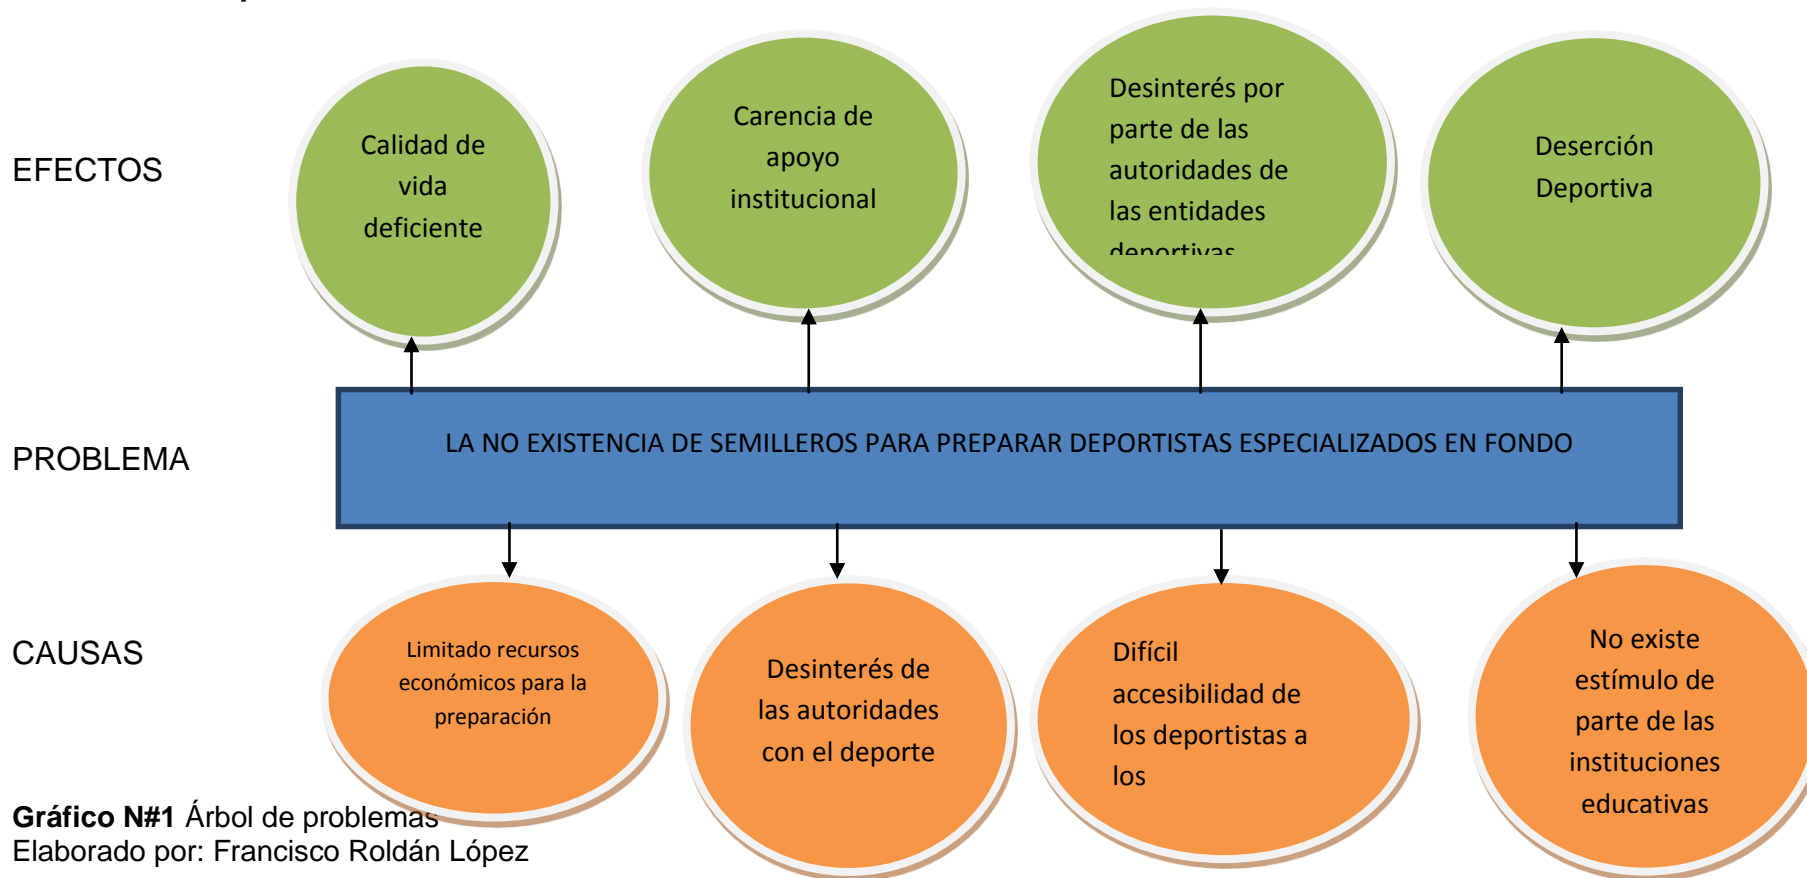 EFECTOS
Calidad de
vida
deficiente
Carencia de
apoyo
institucional
Desinterés por
parte de las
autoridades de
las entidades
deportivas
Deserción
Deportiva
PROBLEMA
LA NO EXISTENCIA DE SEMILLEROS PARA PREPARAR DEPORTISTAS ESPECIALIZADOS EN FONDO
CAUSAS
Limitado recursos
económicos para la
preparación
Desinterés de
las autoridades
con el deporte
Difícil
accesibilidad de
los deportistas a
los
No existe
estímulo de
parte de las
instituciones
educativas
Gráfico N#1 Árbol de problemas
Elaborado por: Francisco Roldán López